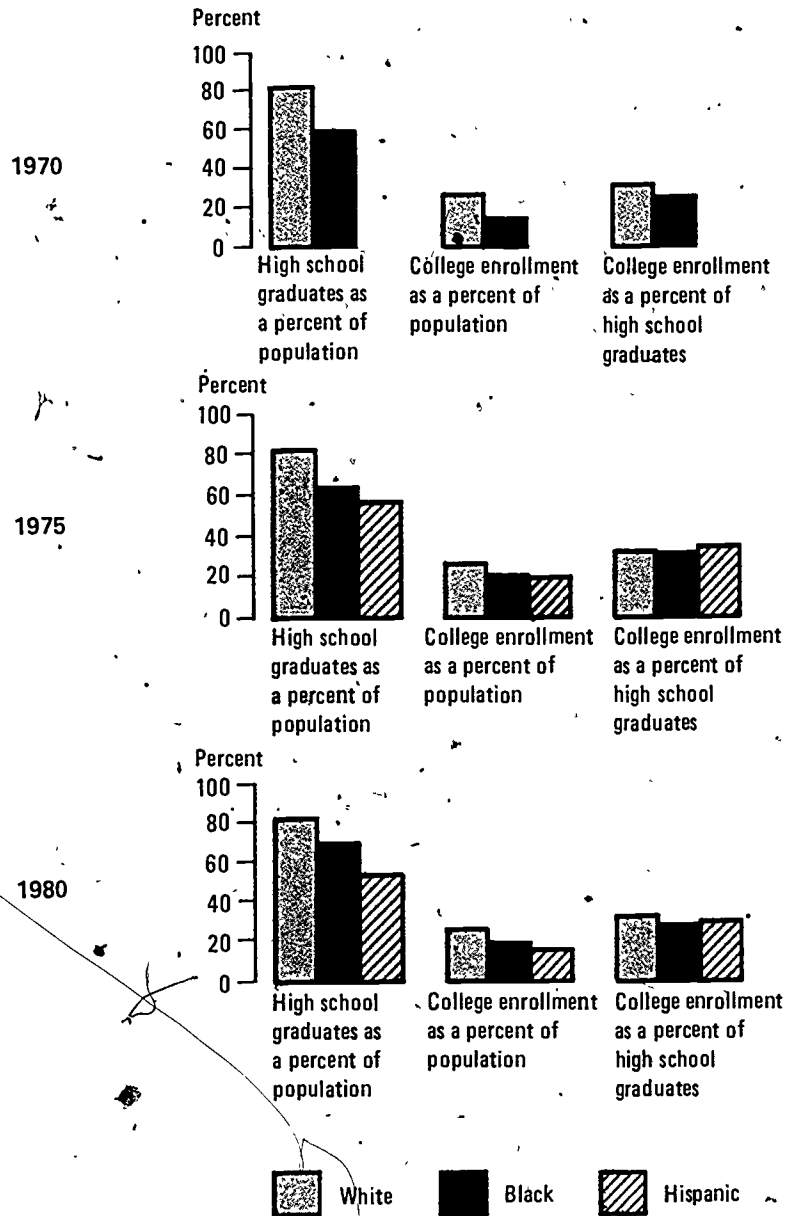 Percent
100
80
60
40
20
0
1970
High school
graduates as
a percent of
population
College enrollment
as a percent of
population
College enrollment
as a percent of
high school
graduates
Percent
100
80
60
40
20
0
1975
High school
graduates as
a percent of
population
College enrollment
as a percent of
population
College enrollment
as a percent of
high school
graduates
Percent
100
80
60
40
20
0
1980
High school
graduates as
a percent of
population
College enrollment
as a percent of
population
College enrollment
as a percent of
high school
graduates
White Black Hispanic